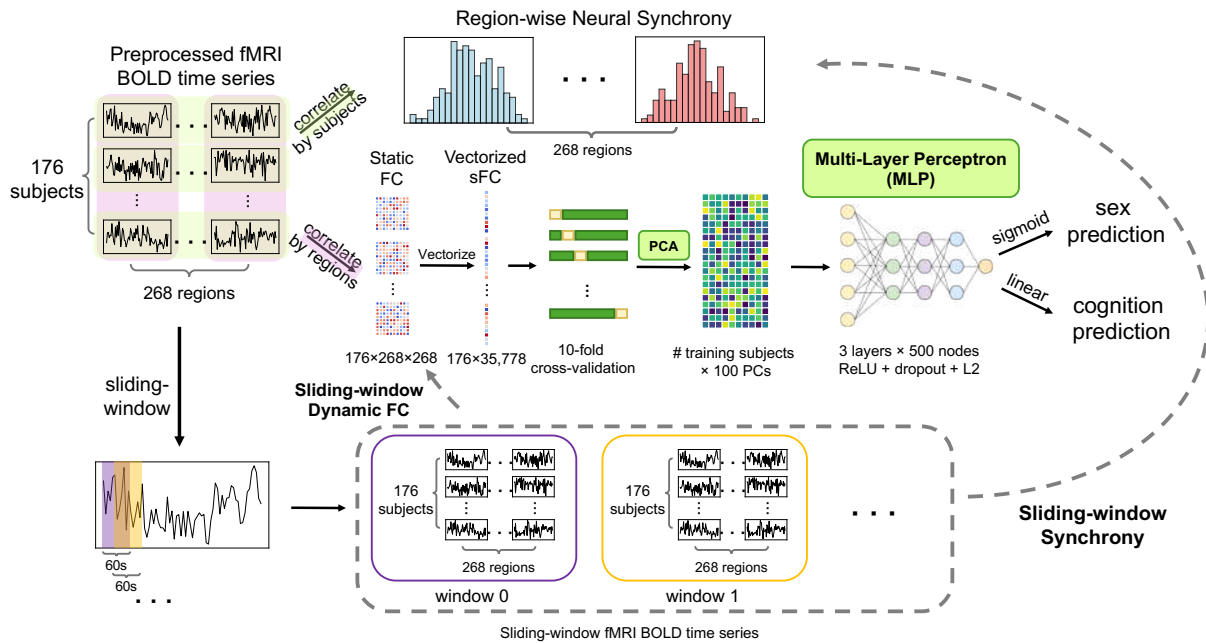 Region-wise Neural Synchrony
Preprocessed fMRI
BOLD time series
176
subjects
268 regions
correlate
by subjects
correlate
by regions
268 regions
Static
FC
Vectorized
sFC
Vectorize
176×268×268
176×35,778
10-fold
cross-validation
PCA
# training subjects
× 100 PCs
Multi-Layer Perceptron
(MLP)
3 layers × 500 nodes
ReLU + dropout + L2
sigmoid
linear
sex
prediction
cognition
prediction
sliding-
window
60s
60s
Sliding-window
Dynamic FC
176
subjects
268 regions
window 0
176
subjects
268 regions
window 1
Sliding-window
Synchrony
Sliding-window fMRI BOLD time series